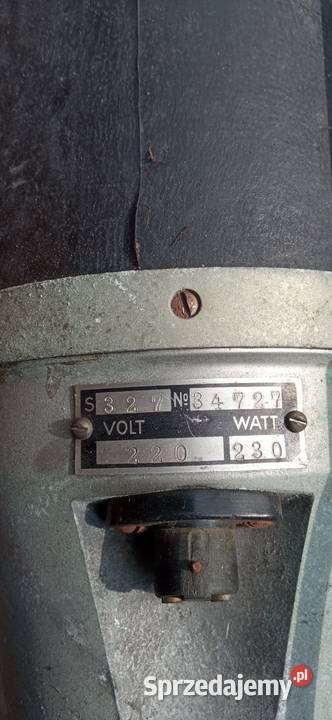 S 327 No 34727
VOLT WATT
220 230
Sprzedajemy.pl